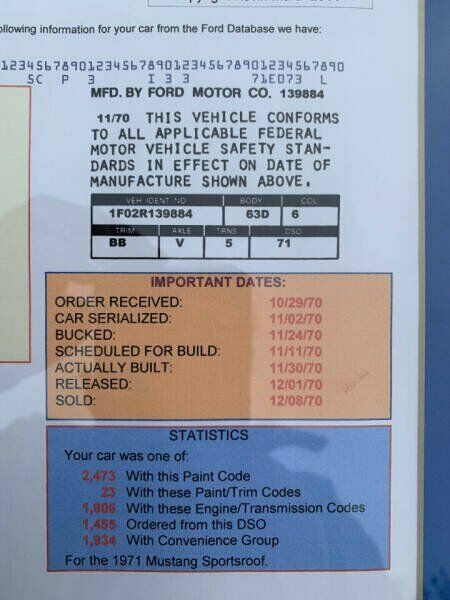 ollowing information for your car from the Ford Database we have:
1234567890123456789012345678901234567890
5C P 3 I 3 3 71E073 L
MFD. BY FORD MOTOR CO. 139884
11/70 THIS VEHICLE CONFORMS
TO ALL APPLICABLE FEDERAL
MOTOR VEHICLE SAFETY STAN-
DARDS IN EFFECT ON DATE OF
MANUFACTURE SHOWN ABOVE.
VEH IDENT NO BODY COL
1F02R139884 63D 6
TRIM AXLE TRNS DSO
BB V 5 71
IMPORTANT DATES:
ORDER RECEIVED: 10/29/70
CAR SERIALIZED: 11/02/70
BUCKED: 11/24/70
SCHEDULED FOR BUILD: 11/11/70
ACTUALLY BUILT: 11/30/70
RELEASED: 12/01/70
SOLD: 12/08/70
STATISTICS
Your car was one of:
2,473 With this Paint Code
23 With these Paint/Trim Codes
1,806 With these Engine/Transmission Codes
1,455 Ordered from this DSO
1,934 With Convenience Group
For the 1971 Mustang Sportsroof.